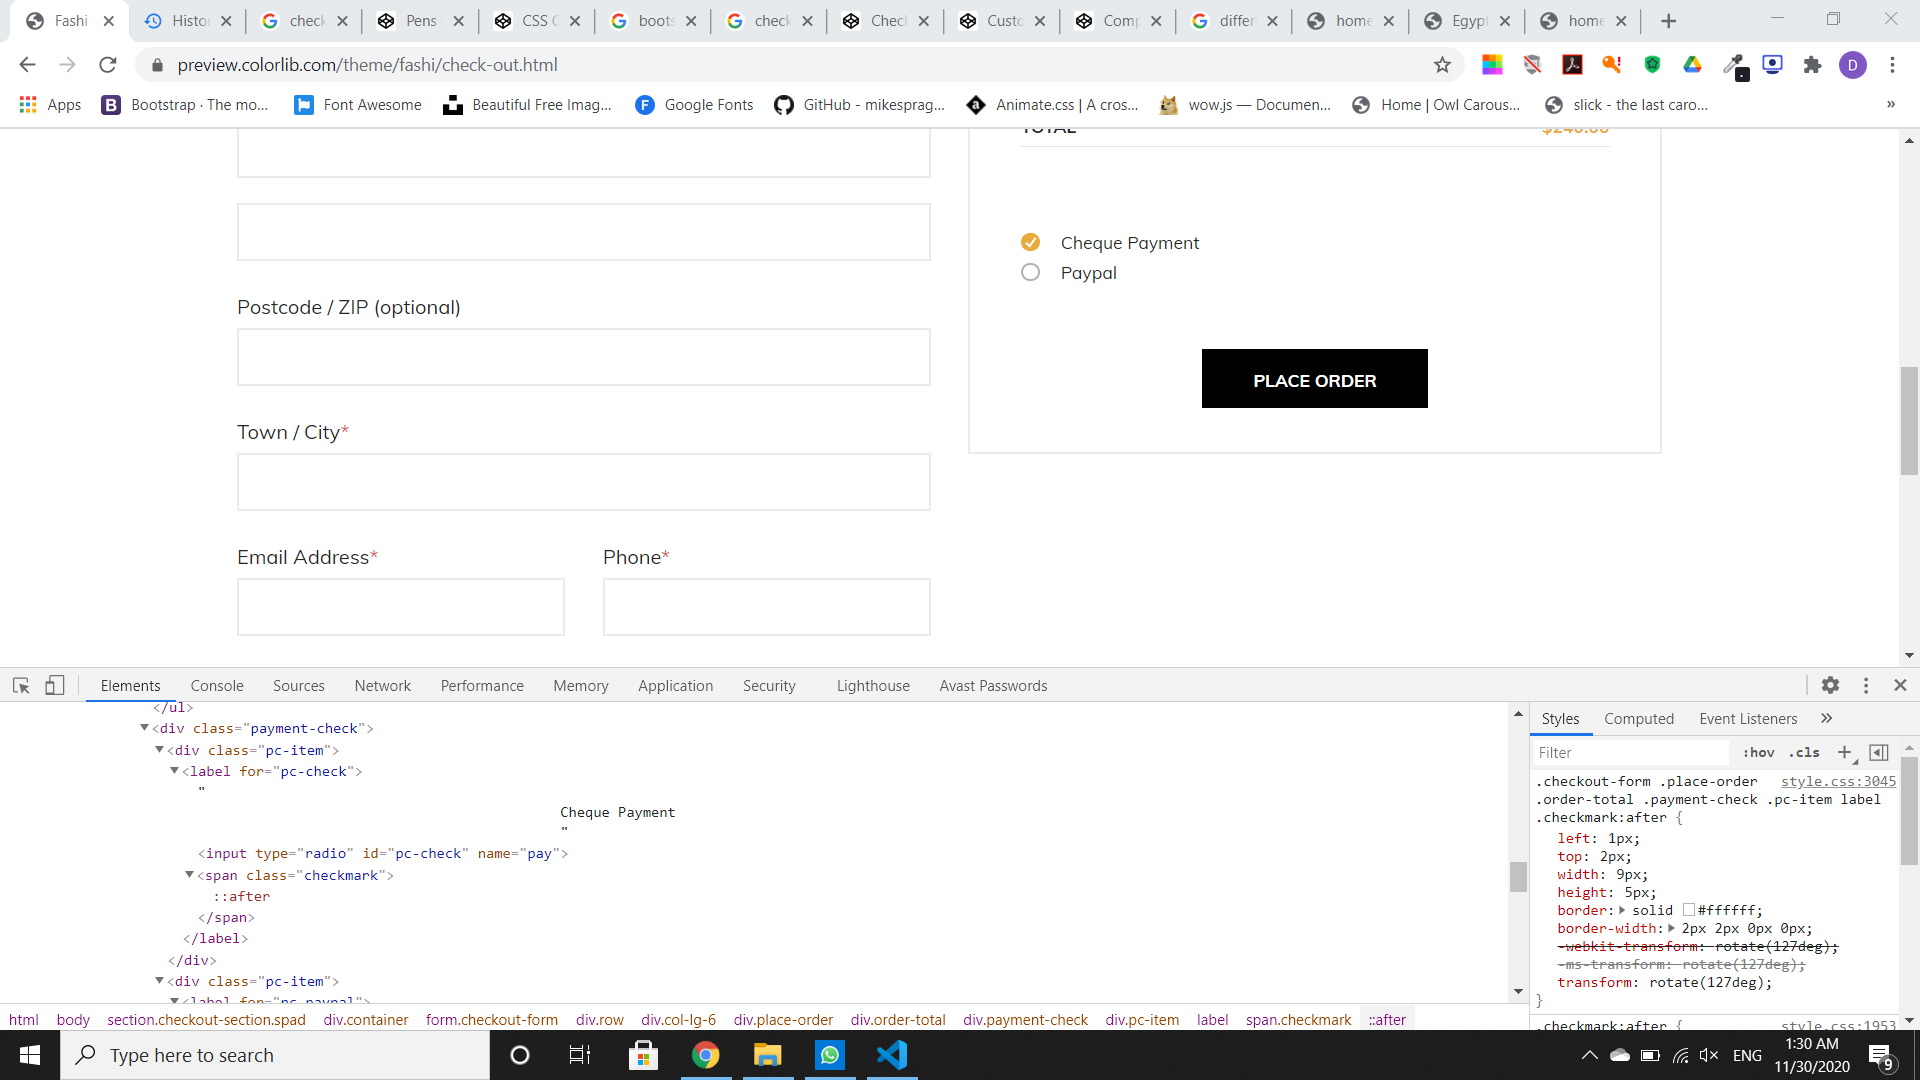 Fashi
Histor
check
Pens
CSS C
boots
check
Check
Custo
Comp
differ
home
Egypt
home
preview.colorlib.com/theme/fashi/check-out.html
D
Apps
Bootstrap · The mo...
Font Awesome
Beautiful Free Imag...
Google Fonts
GitHub - mikesprag...
Animate.css | A cros...
wow.js — Documen...
Home | Owl Carous...
slick - the last caro...
»
TOTAL
Cheque Payment
Paypal
PLACE ORDER
Postcode / ZIP (optional)
Town / City*
Email Address*
Phone*
Elements
Console
Sources
Network
Performance
Memory
Application
Security
Lighthouse
Avast Passwords
</ul>
<div class="payment-check">
<div class="pc-item">
<label for="pc-check">
"
Cheque Payment
"
<input type="radio" id="pc-check" name="pay">
<span class="checkmark">
::after
</span>
</label>
</div>
<div class="pc-item">
<label for="pc-paypal">
html body section.checkout-section.spad div.container form.checkout-form div.row div.col-lg-6 div.place-order div.order-total div.payment-check div.pc-item label span.checkmark ::after
Styles
Computed
Event Listeners
»
Filter
:hov .cls +
.checkout-form .place-order style.css:3045
.order-total .payment-check .pc-item label
.checkmark:after {
left: 1px;
top: 2px;
width: 9px;
height: 5px;
border: solid #ffffff;
border-width: 2px 2px 0px 0px;
-webkit-transform: rotate(127deg);
-ms-transform: rotate(127deg);
transform: rotate(127deg);
}
.checkmark:after { style.css:1953
Type here to search
ENG
1:30 AM
11/30/2020
9